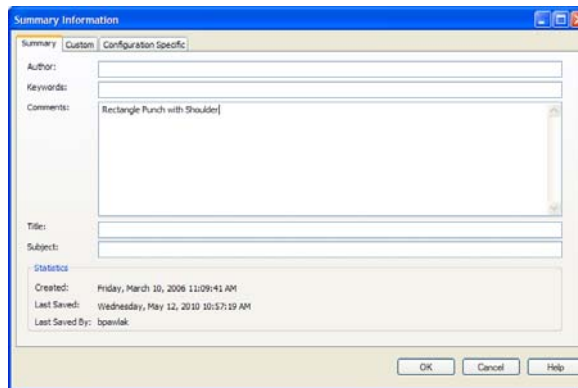 Summary Information
Summary Custom Configuration Specific
Author:
Keywords:
Comments: Rectangle Punch with Shoulder
Title:
Subject:
Statistics
Created: Friday, March 10, 2006 11:09:41 AM
Last Saved: Wednesday, May 12, 2010 10:57:19 AM
Last Saved By: bpawlak
OK Cancel Help